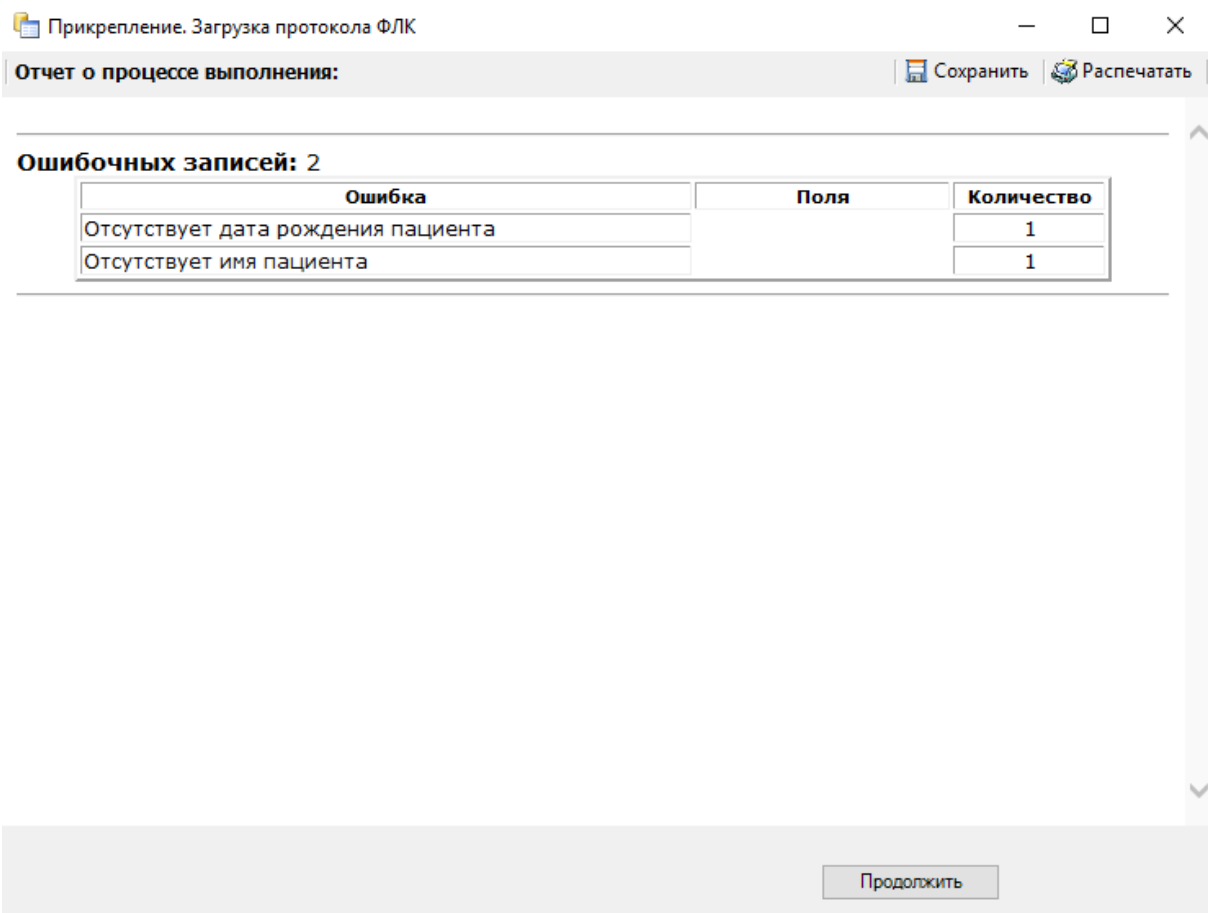 Прикрепление. Загрузка протокола ФЛК
Отчет о процессе выполнения: Сохранить Распечатать
Ошибочных записей: 2
Ошибка Поля Количество
Отсутствует дата рождения пациента 1
Отсутствует имя пациента 1
Продолжить